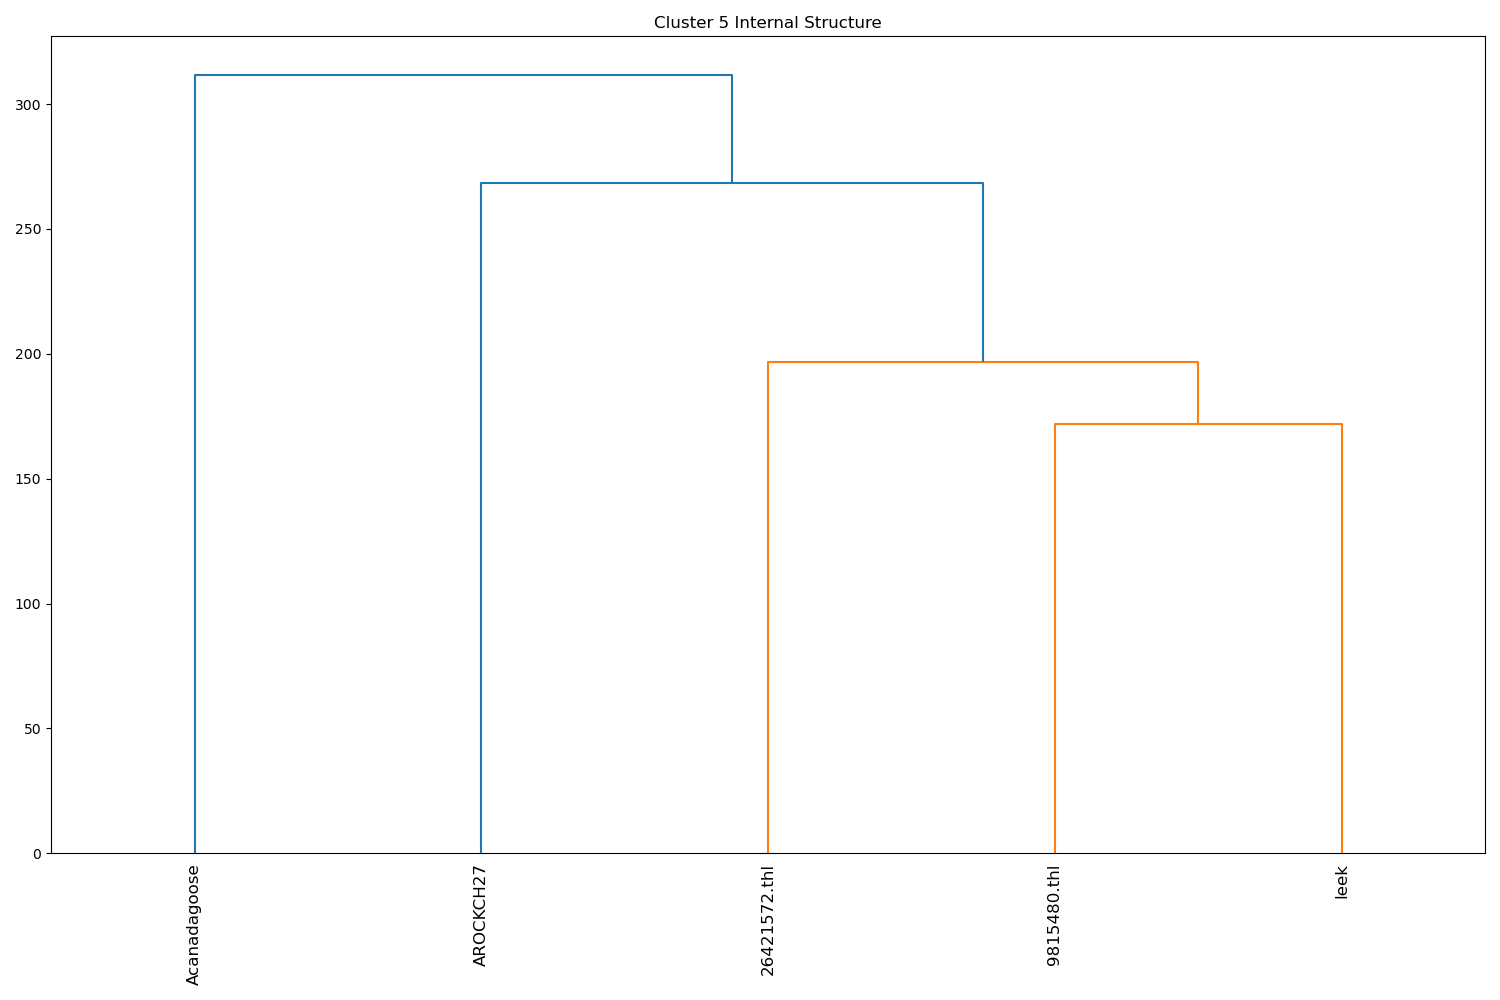 Cluster 5 Internal Structure
300
250
200
150
100
50
0
Acanadagoose
AROCKCH27
26421572.thl
9815480.thl
leek